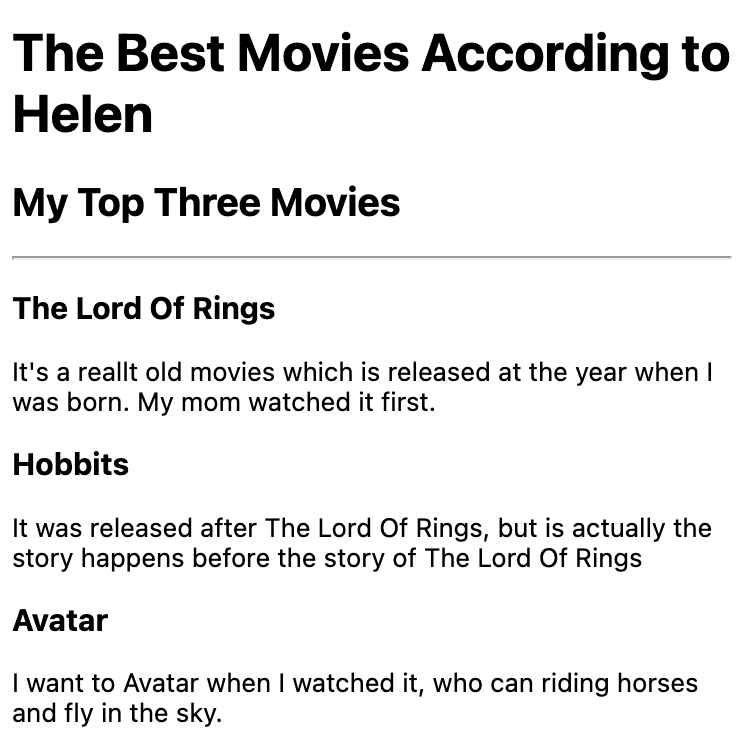 The Best Movies According to
Helen
My Top Three Movies
The Lord Of Rings
It's a reallt old movies which is released at the year when I
was born. My mom watched it first.
Hobbits
It was released after The Lord Of Rings, but is actually the
story happens before the story of The Lord Of Rings
Avatar
I want to Avatar when I watched it, who can riding horses
and fly in the sky.